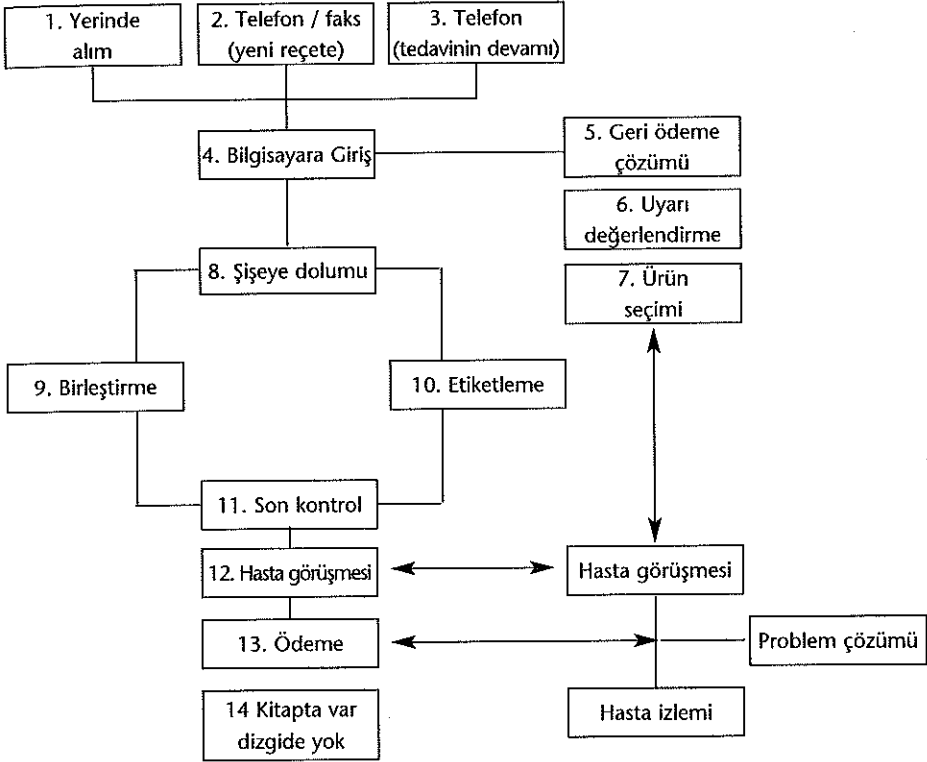 1. Yerinde
alım
2. Telefon / faks
(yeni reçete)
3. Telefon
(tedavinin devamı)
4. Bilgisayara Giriş
5. Geri ödeme
çözümü
6. Uyarı
değerlendirme
8. Şişeye dolumu
7. Ürün
seçimi
9. Birleştirme
10. Etiketleme
11. Son kontrol
12. Hasta görüşmesi
Hasta görüşmesi
13. Ödeme
Problem çözümü
14 Kitapta var
dizgide yok
Hasta izlemi